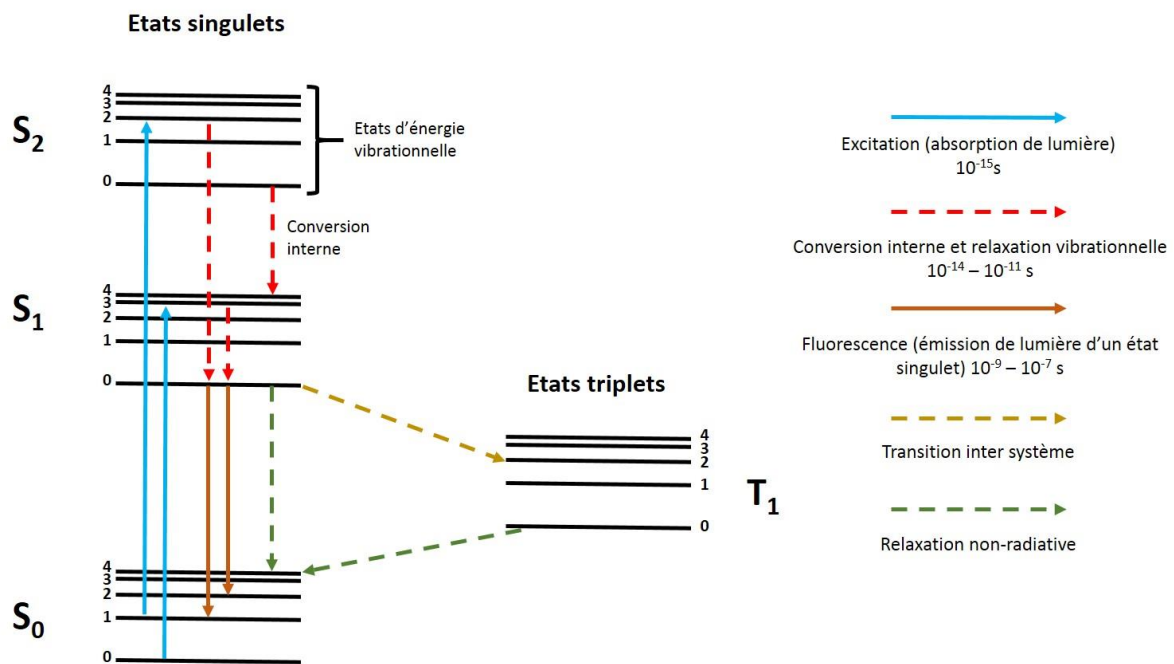 Etats singulets
S2
4
3
2
1
0
Etats d'énergie
vibrationnelle
Conversion
interne
S1
4
3
2
1
0
Etats triplets
4
3
2
1
0
T1
S0
4
3
2
1
0
Excitation (absorption de lumière)
10-15s
Conversion interne et relaxation vibrationnelle
10-14 – 10-11 s
Fluorescence (émission de lumière d'un état
singulet) 10-9 – 10-7 s
Transition inter système
Relaxation non-radiative